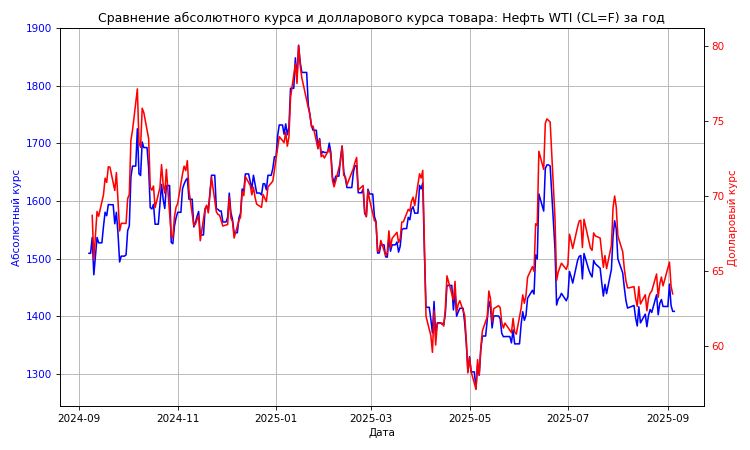 Сравнение абсолютного курса и долларового курса товара: Нефть WTI (CL=F) за год
1900
1800
1700
1600
1500
1400
1300
Абсолютный курс
80
75
70
65
60
Долларовый курс
2024-09 2024-11 2025-01 2025-03 2025-05 2025-07 2025-09
Дата